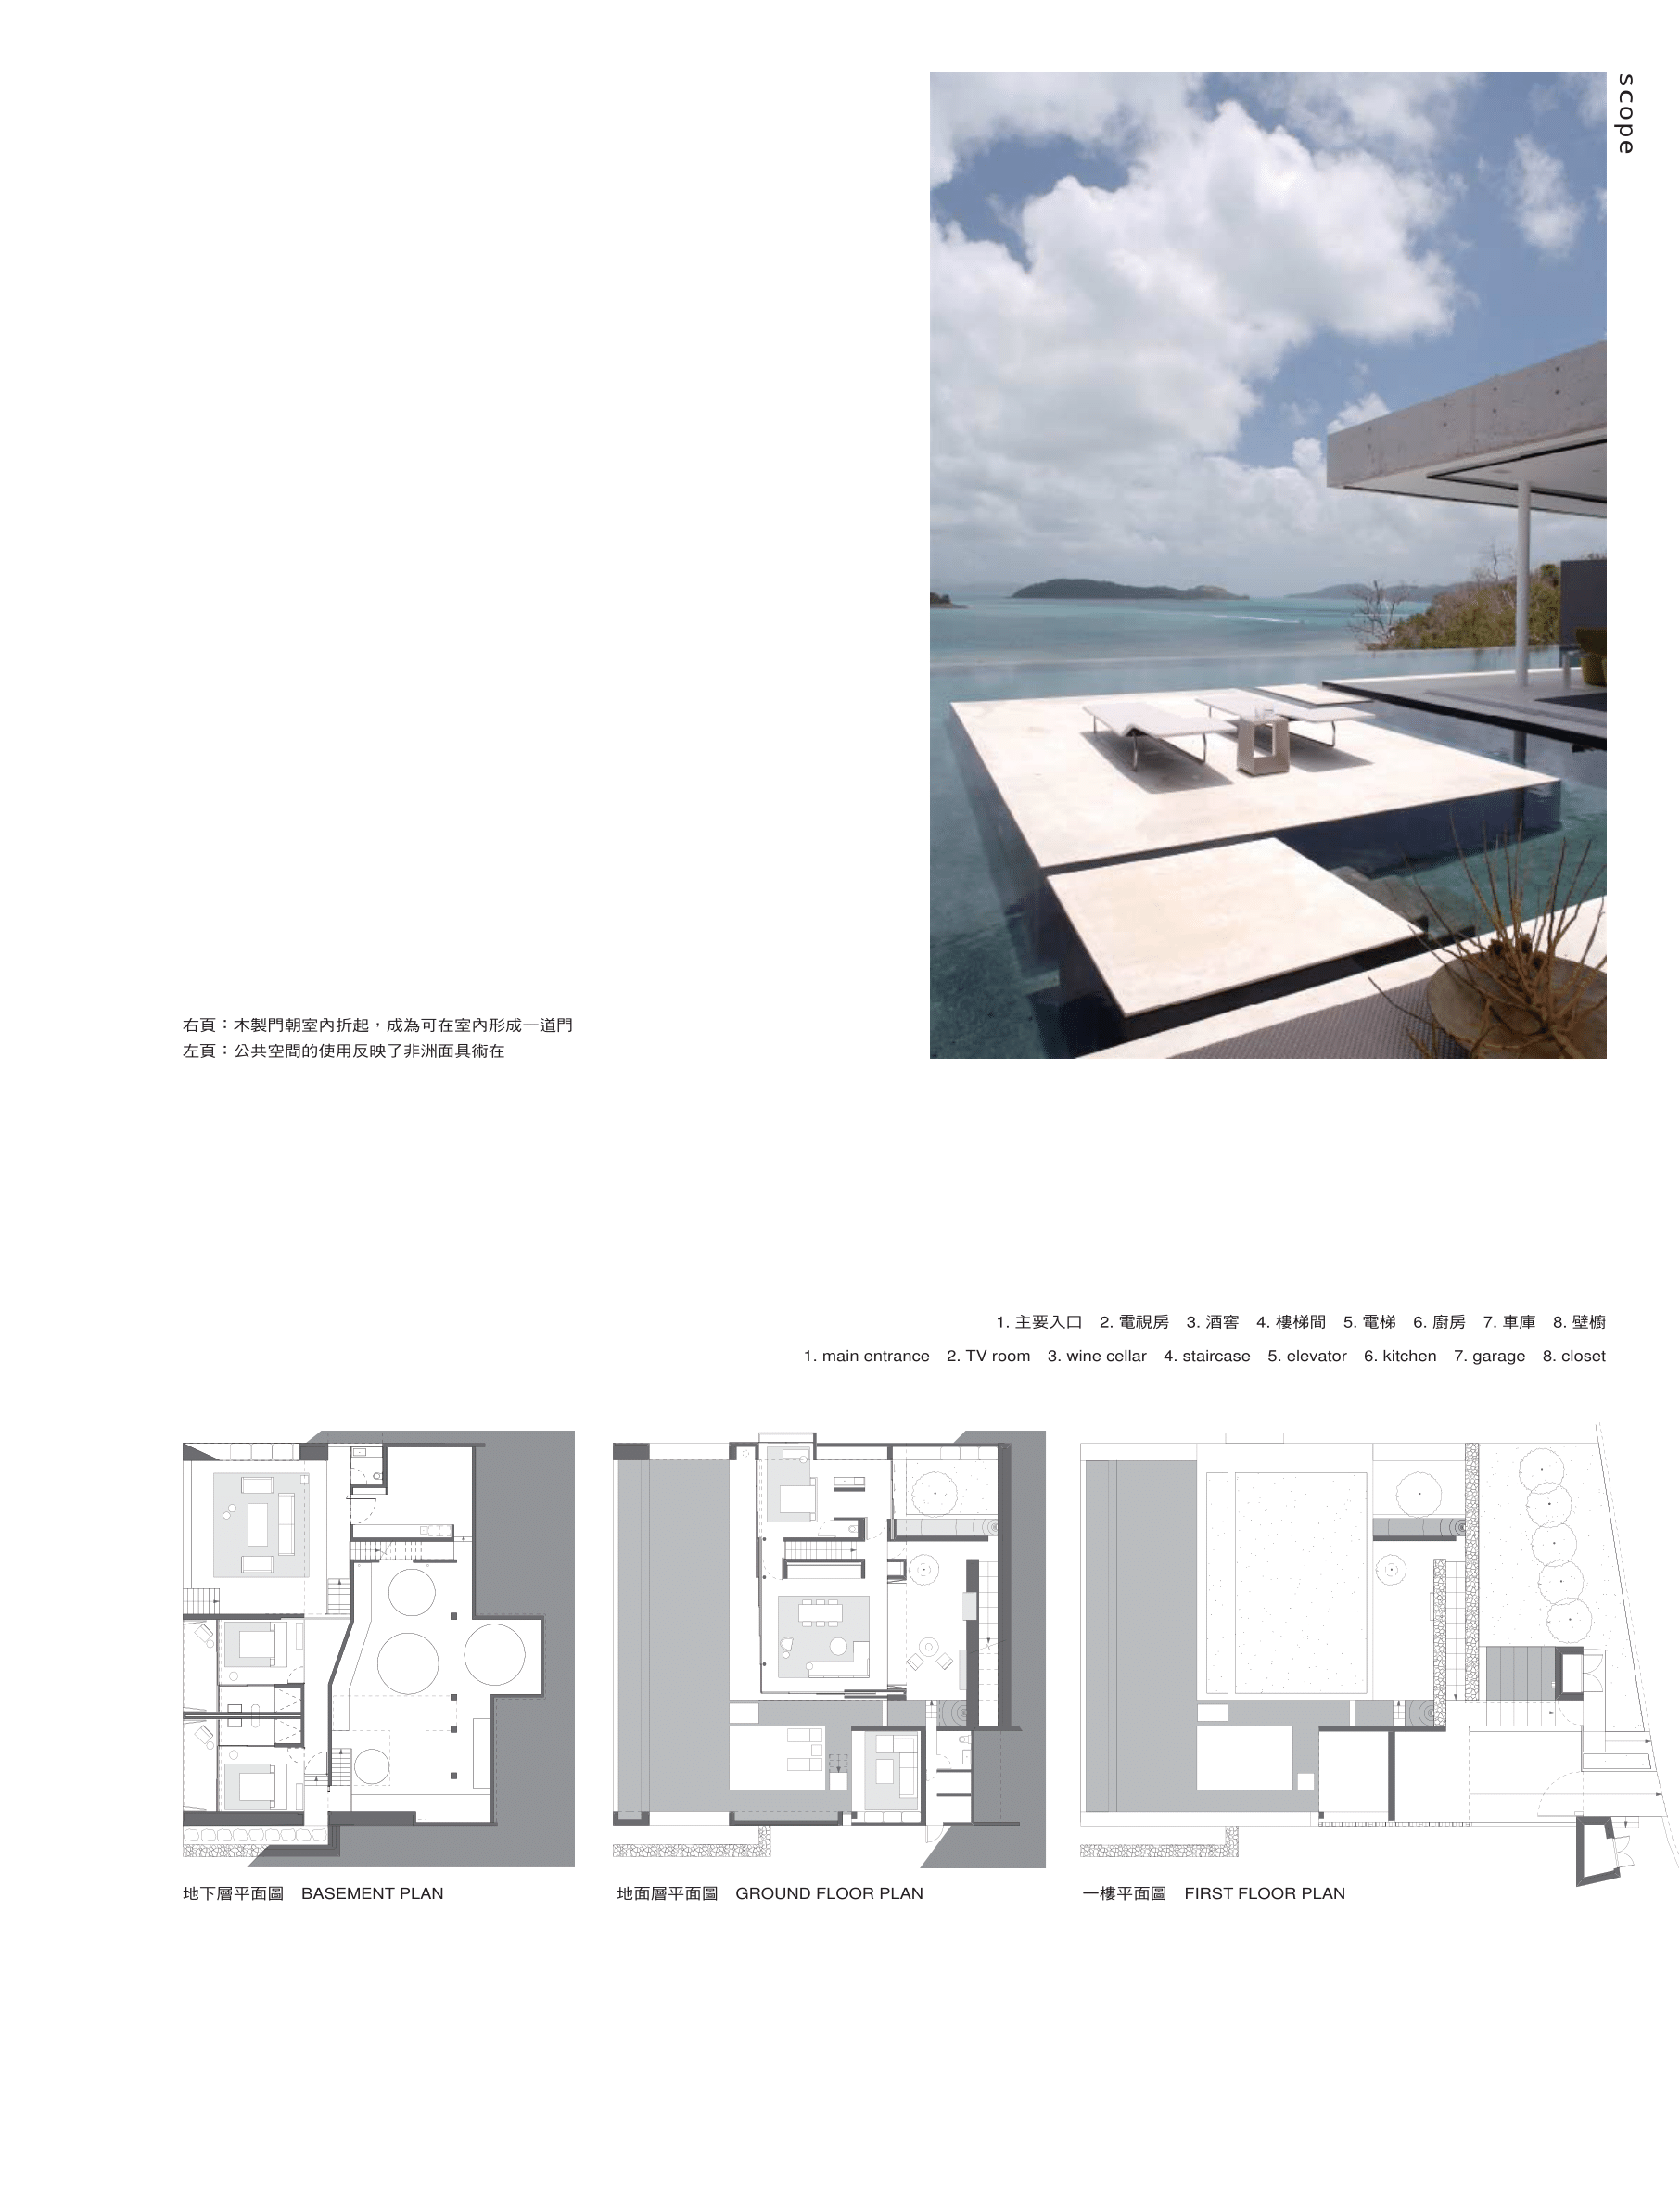 scope
右頁：木製門朝室內折起，成為可在室內形成一道門
左頁：公共空間的使用反映了非洲面具術在
1. 主要入口 2. 電視房 3. 酒窖 4. 樓梯間 5. 電梯 6. 廚房 7. 車庫 8. 壁櫥
1. main entrance 2. TV room 3. wine cellar 4. staircase 5. elevator 6. kitchen 7. garage 8. closet
地下層平面圖 BASEMENT PLAN
地面層平面圖 GROUND FLOOR PLAN
一樓平面圖 FIRST FLOOR PLAN